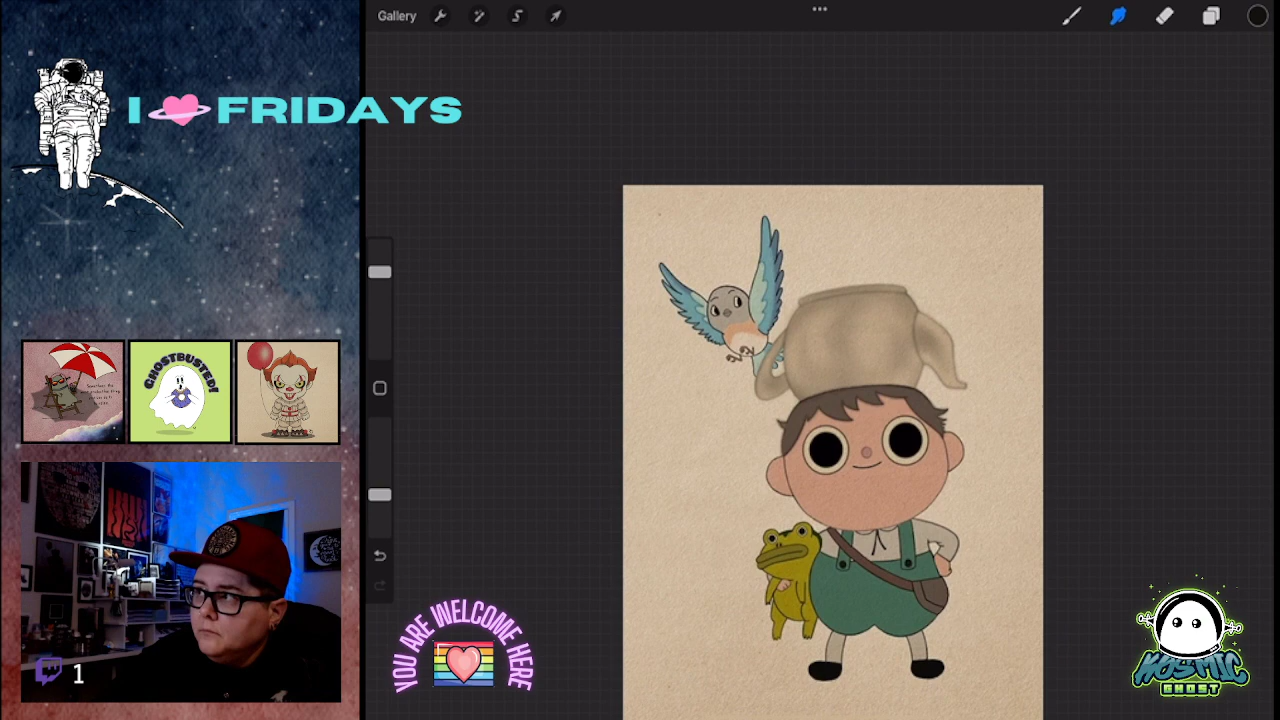 Gallery
I FRIDAYS
GHOSTBUSTED!
1
YOU ARE WELCOME HERE
KOSMIC
GHOST